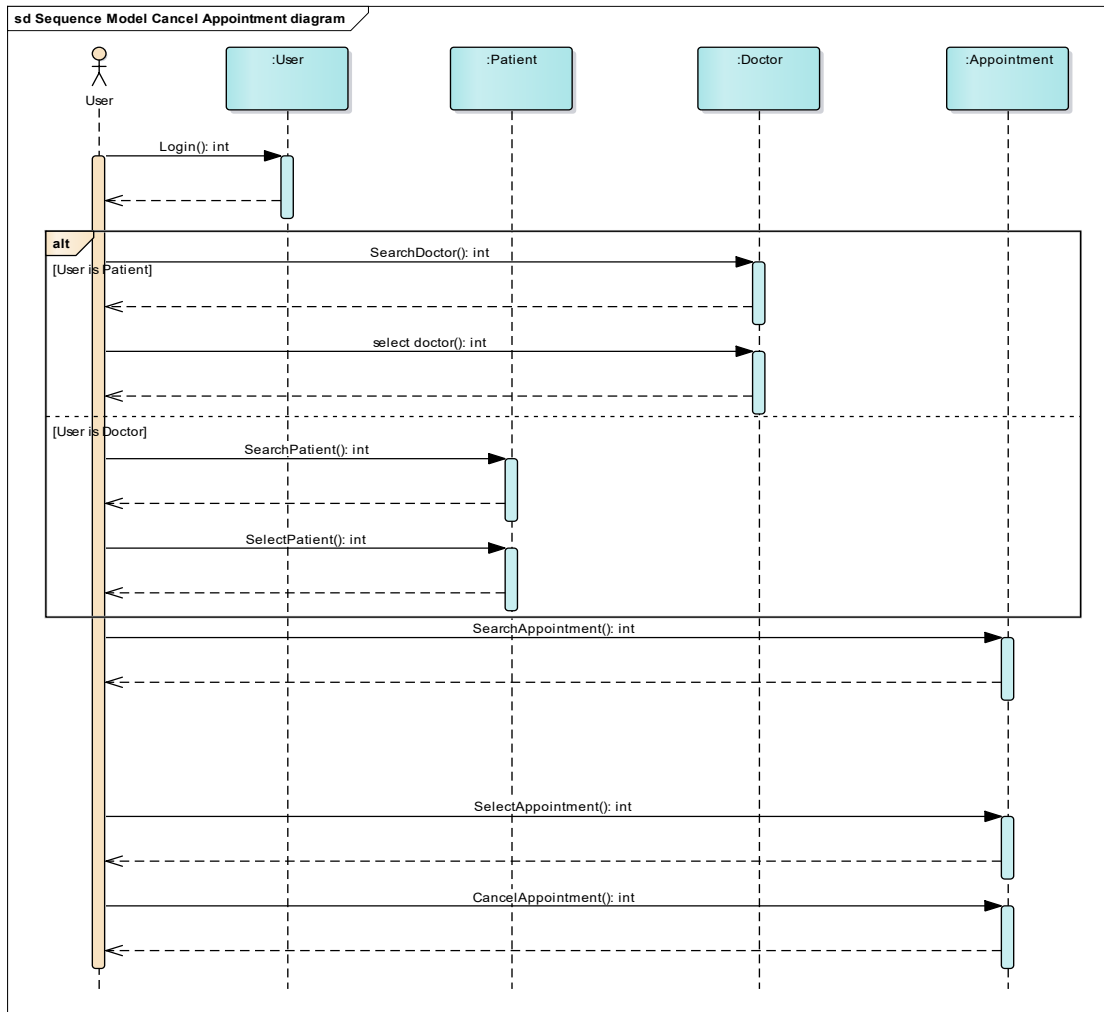 sd Sequence Model Cancel Appointment diagram
User
:User
:Patient
:Doctor
:Appointment
Login(): int
alt
SearchDoctor(): int
[User is Patient]
select doctor(): int
[User is Doctor]
SearchPatient(): int
SelectPatient(): int
SearchAppointment(): int
SelectAppointment(): int
CancelAppointment(): int